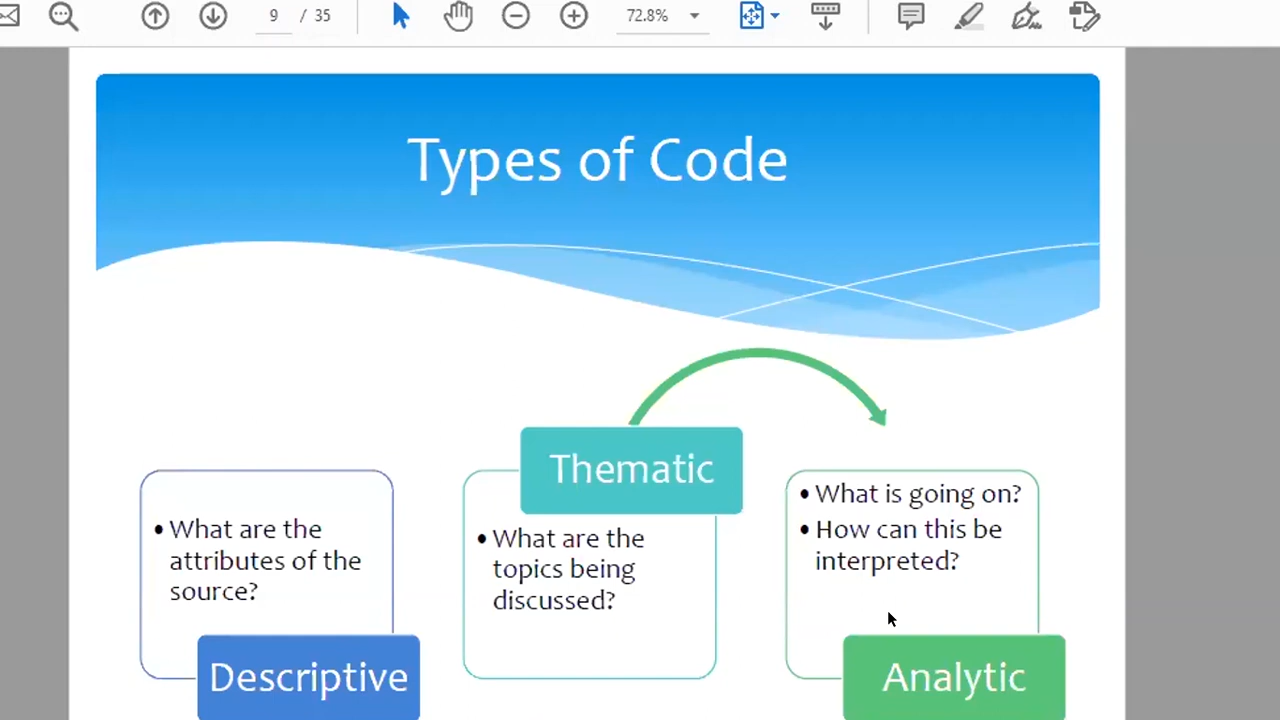 9 / 35
72.8%
Types of Code
Thematic
• What are the
attributes of the
source?
Descriptive
• What are the
topics being
discussed?
• What is going on?
• How can this be
interpreted?
Analytic